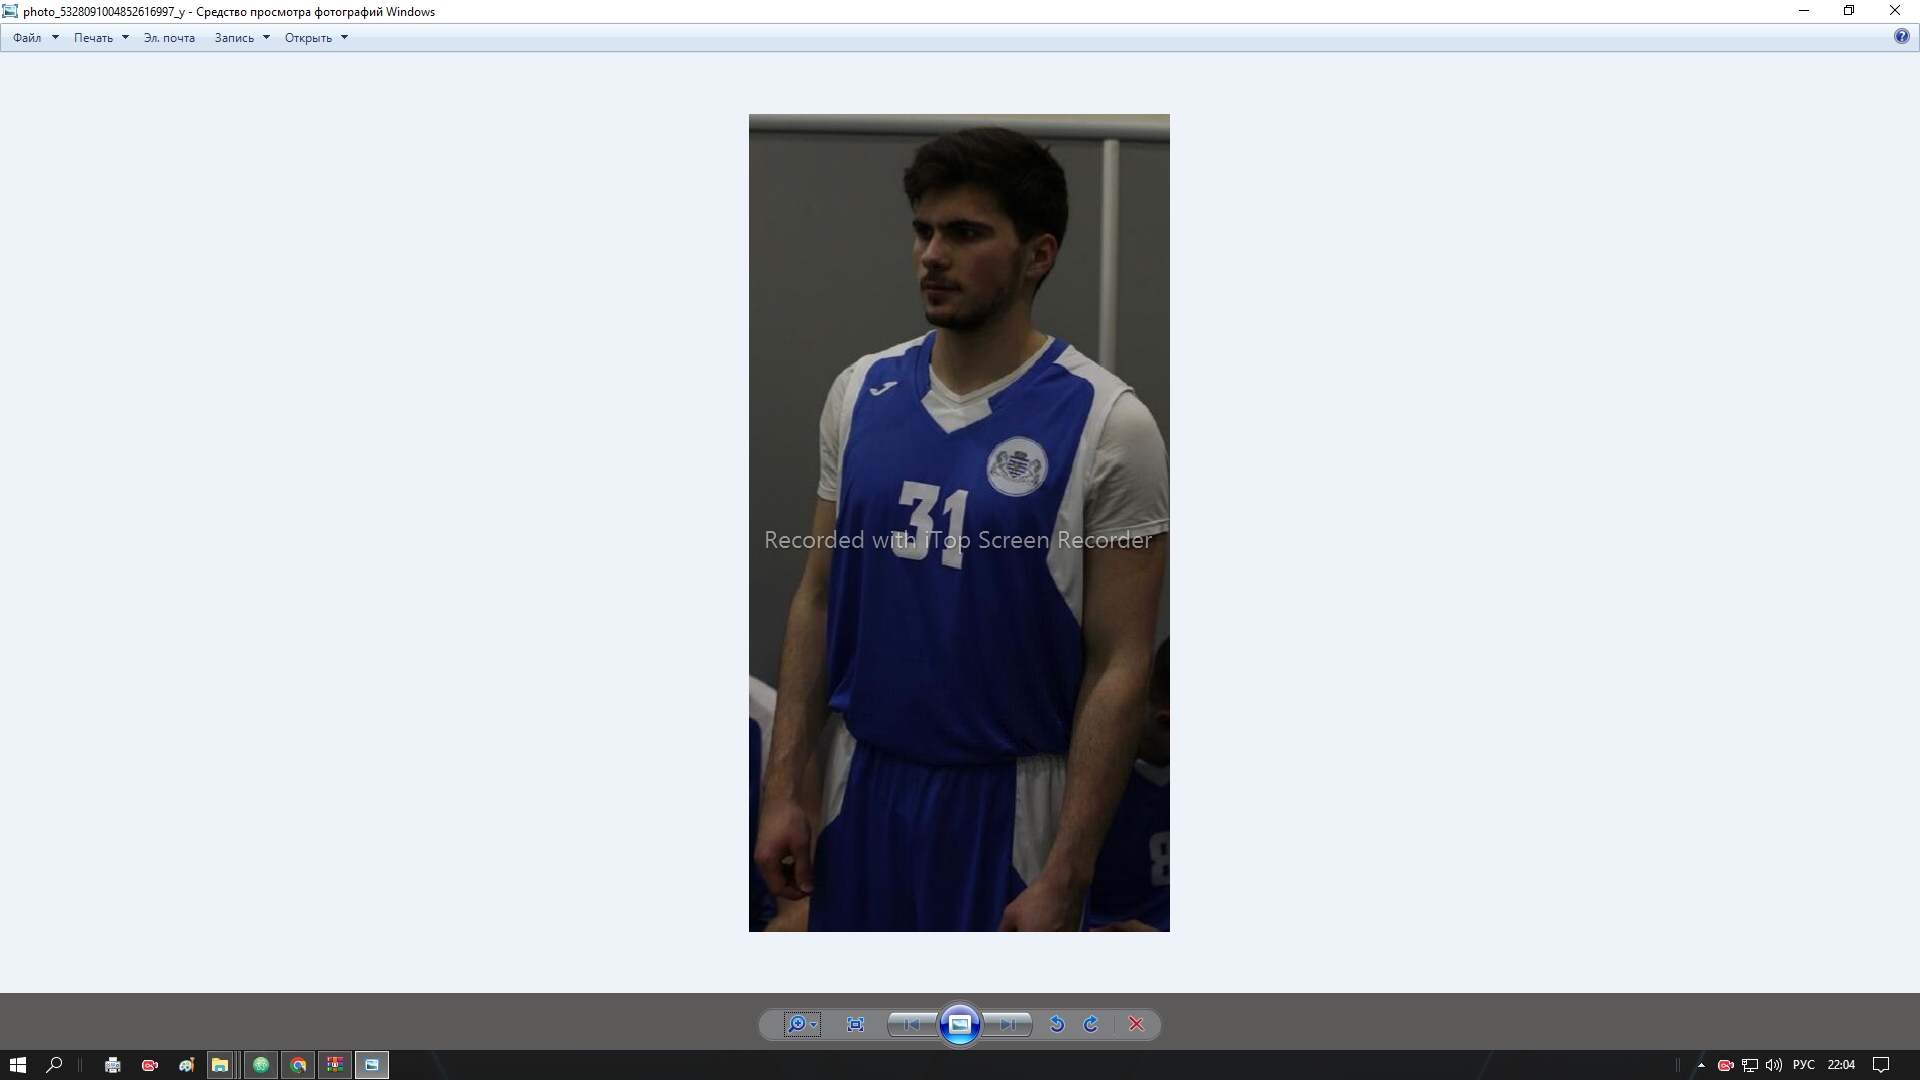 photo_5328091004852616997_y - Средство просмотра фотографий Windows
Файл Печать Эл. почта Запись Открыть
31
Recorded with iTop Screen Recorder
8
РУС 22:04